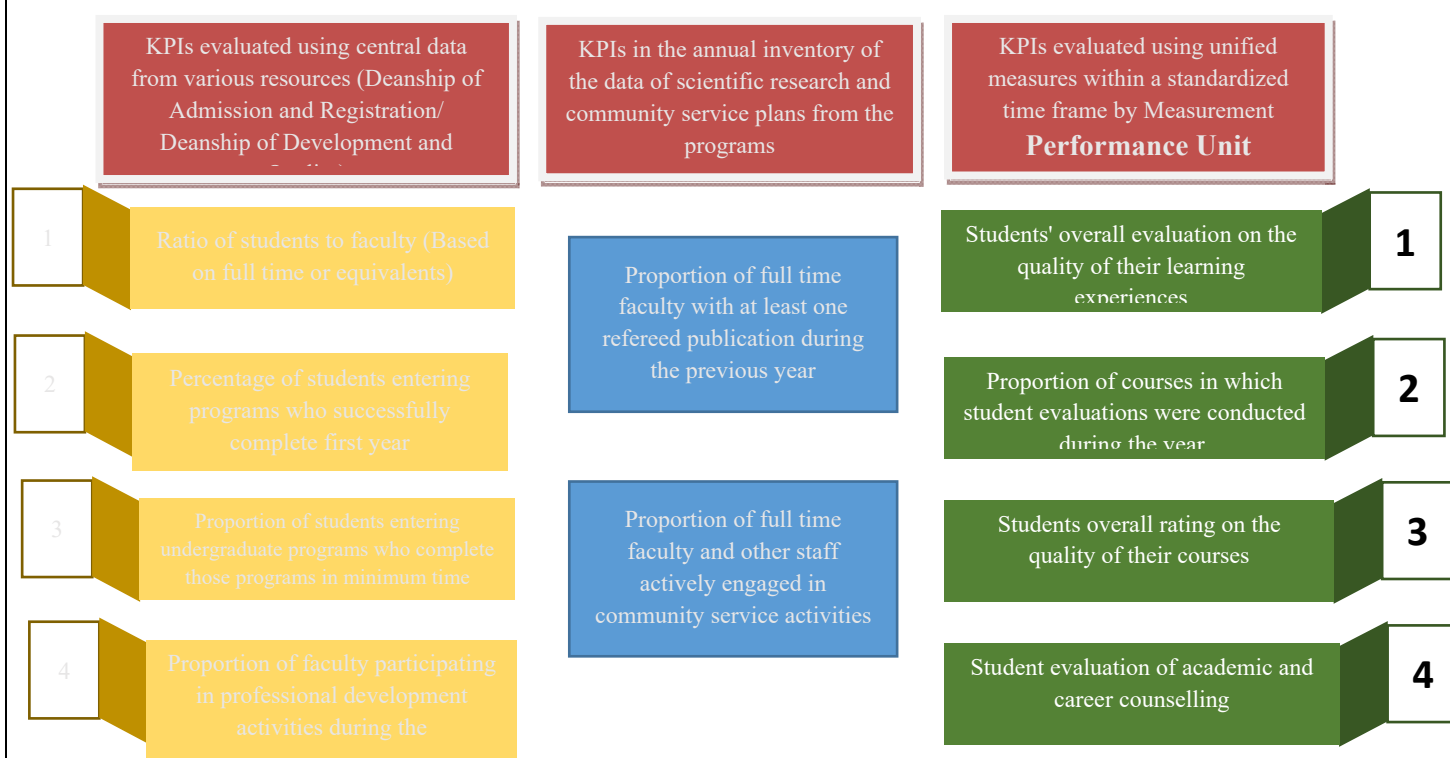 KPIs evaluated using central data
from various resources (Deanship of
Admission and Registration/
Deanship of Development and
KPIs in the annual inventory of
the data of scientific research and
community service plans from the
programs
KPIs evaluated using unified
measures within a standardized
time frame by Measurement
Performance Unit
1
Ratio of students to faculty (Based
on full time or equivalents)
2
Percentage of students entering
programs who successfully
complete first year
3
Proportion of students entering
undergraduate programs who complete
those programs in minimum time
4
Proportion of faculty participating
in professional development
activities during the
Proportion of full time
faculty with at least one
refereed publication during
the previous year
Proportion of full time
faculty and other staff
actively engaged in
community service activities
Students' overall evaluation on the
quality of their learning
experiences
1
Proportion of courses in which
student evaluations were conducted
during the year
2
Students overall rating on the
quality of their courses
3
Student evaluation of academic and
career counselling
4